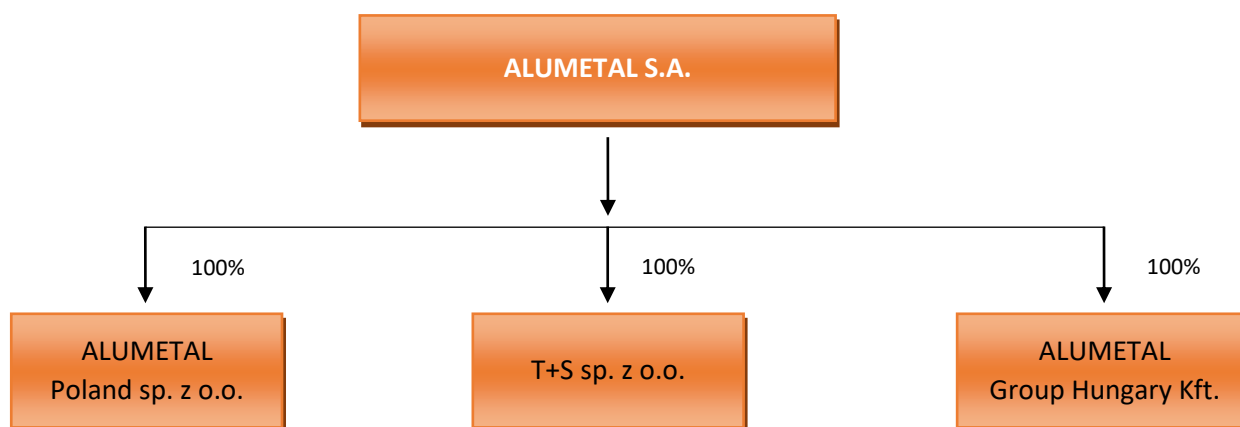 ALUMETAL S.A.
100%
100%
100%
ALUMETAL
Poland sp. z o.o.
T+S sp. z o.o.
ALUMETAL
Group Hungary Kft.